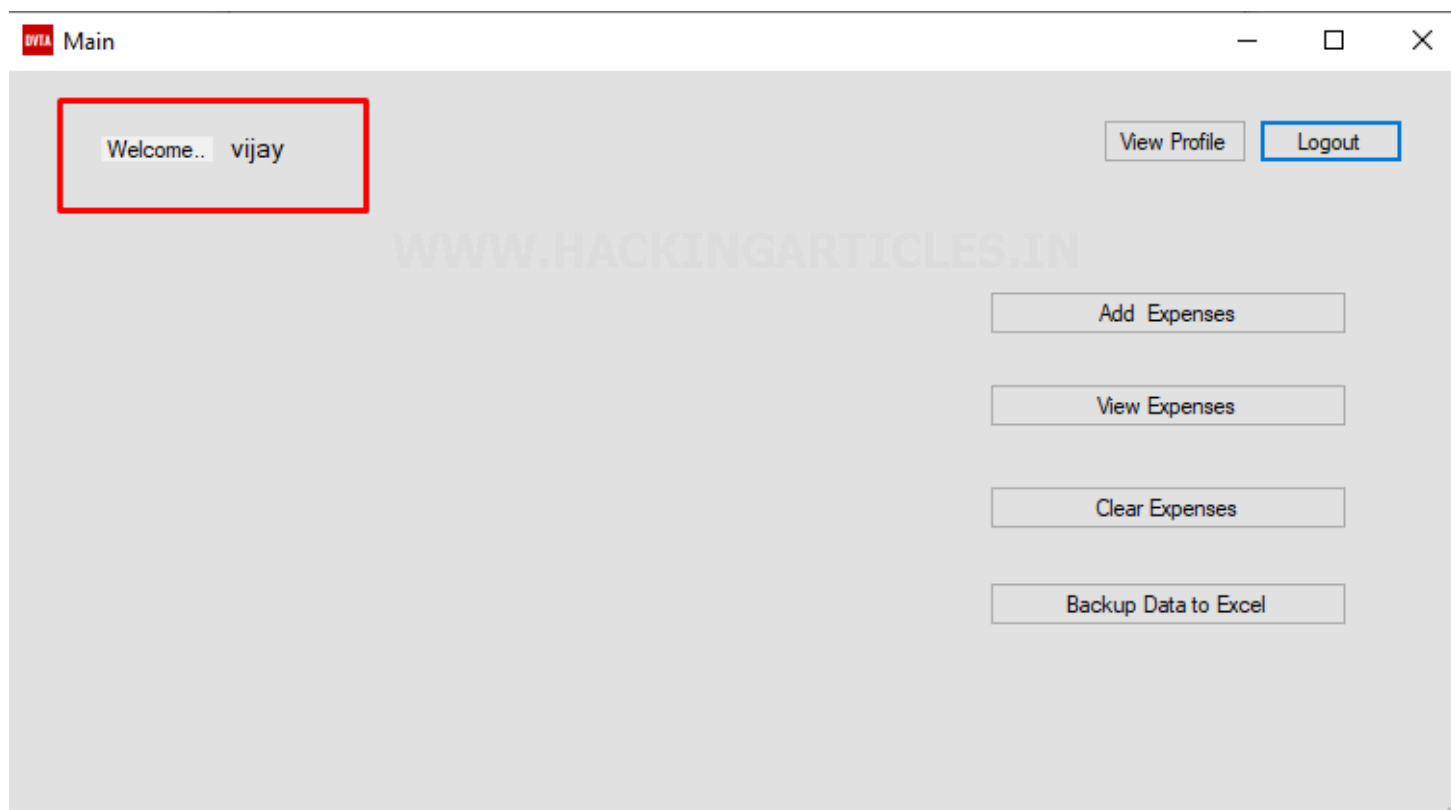 DVTA Main
Welcome.. vijay
View Profile Logout
WWW.HACKINGARTICLES.IN
Add Expenses
View Expenses
Clear Expenses
Backup Data to Excel